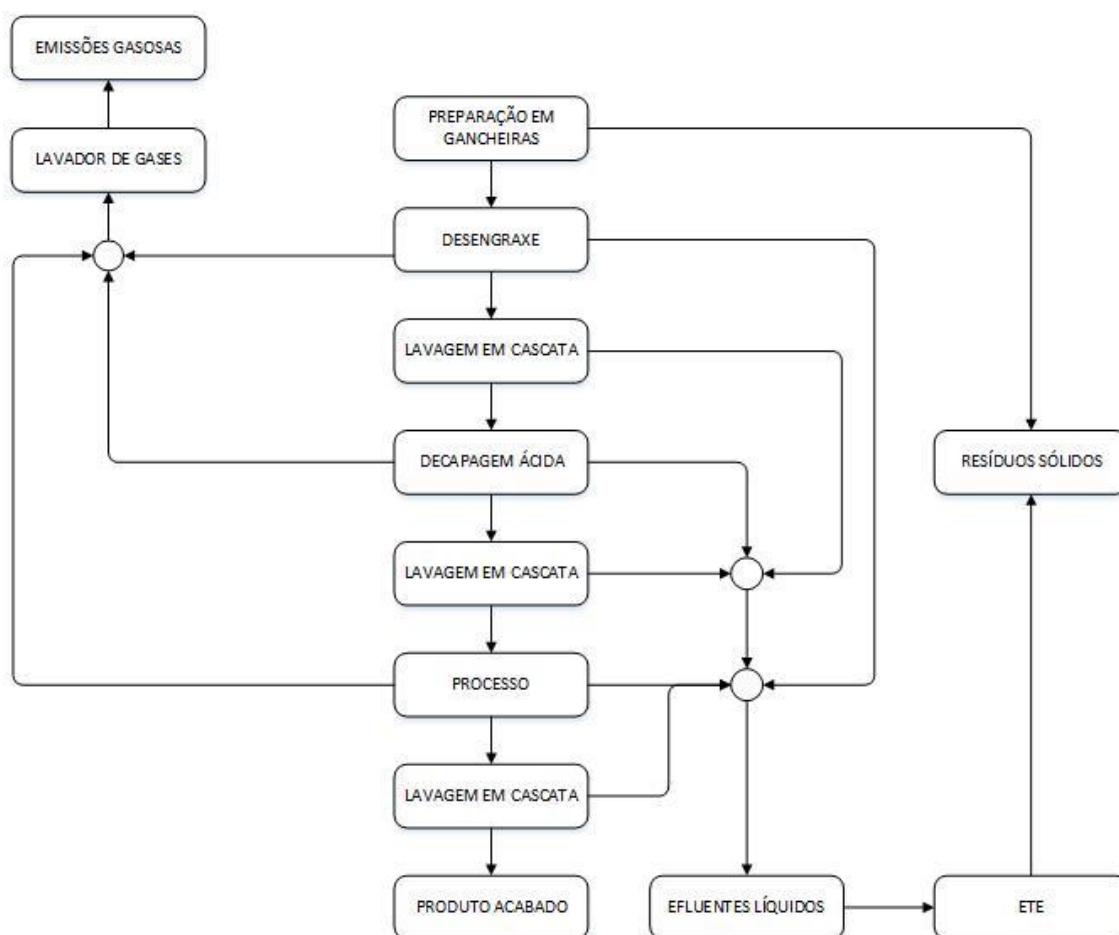 EMISSÕES GASOSAS
LAVADOR DE GASES
PREPARAÇÃO EM
GANCHEIRAS
DESENGRAXE
LAVAGEM EM CASCATA
DECAPAGEM ÁCIDA
RESÍDUOS SÓLIDOS
LAVAGEM EM CASCATA
PROCESSO
LAVAGEM EM CASCATA
PRODUTO ACABADO
EFLUENTES LÍQUIDOS
ETE